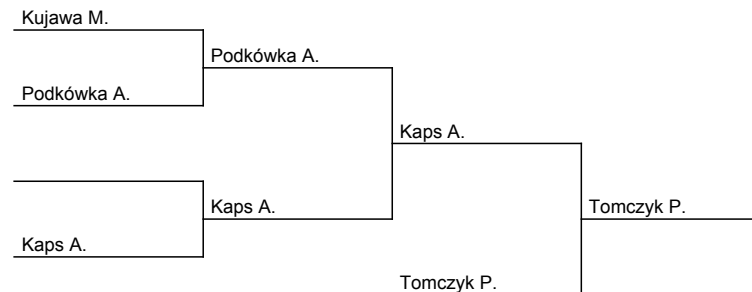 Kujawa M.
Podkówka A.
Podkówka A.
Kaps A.
Kaps A.
Tomczyk P.
Kaps A.
Tomczyk P.